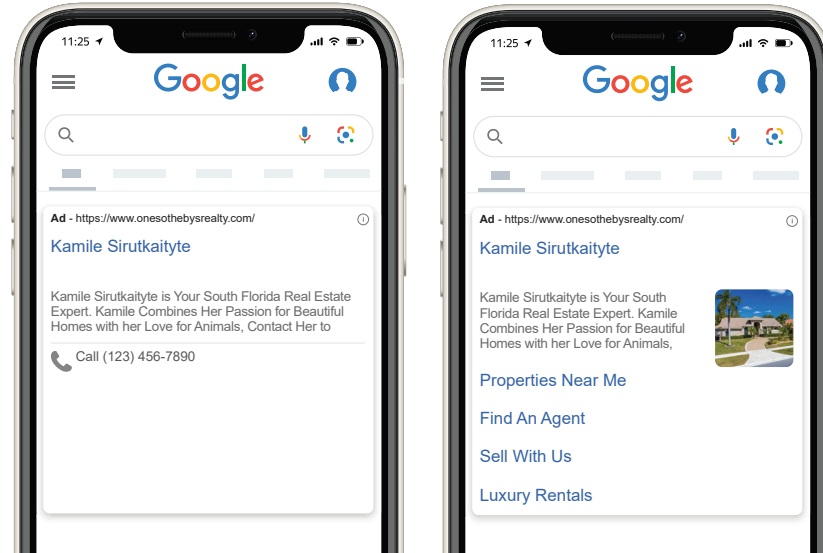 11:25
Google
Ad - https://www.onesothebysrealty.com/
Kamile Sirutkaityte
Kamile Sirutkaityte is Your South Florida Real Estate
Expert. Kamile Combines Her Passion for Beautiful
Homes with her Love for Animals, Contact Her to
Call (123) 456-7890
11:25
Google
Ad - https://www.onesothebysrealty.com/
Kamile Sirutkaityte
Kamile Sirutkaityte is Your South
Florida Real Estate Expert. Kamile
Combines Her Passion for Beautiful
Homes with her Love for Animals,
Properties Near Me
Find An Agent
Sell With Us
Luxury Rentals